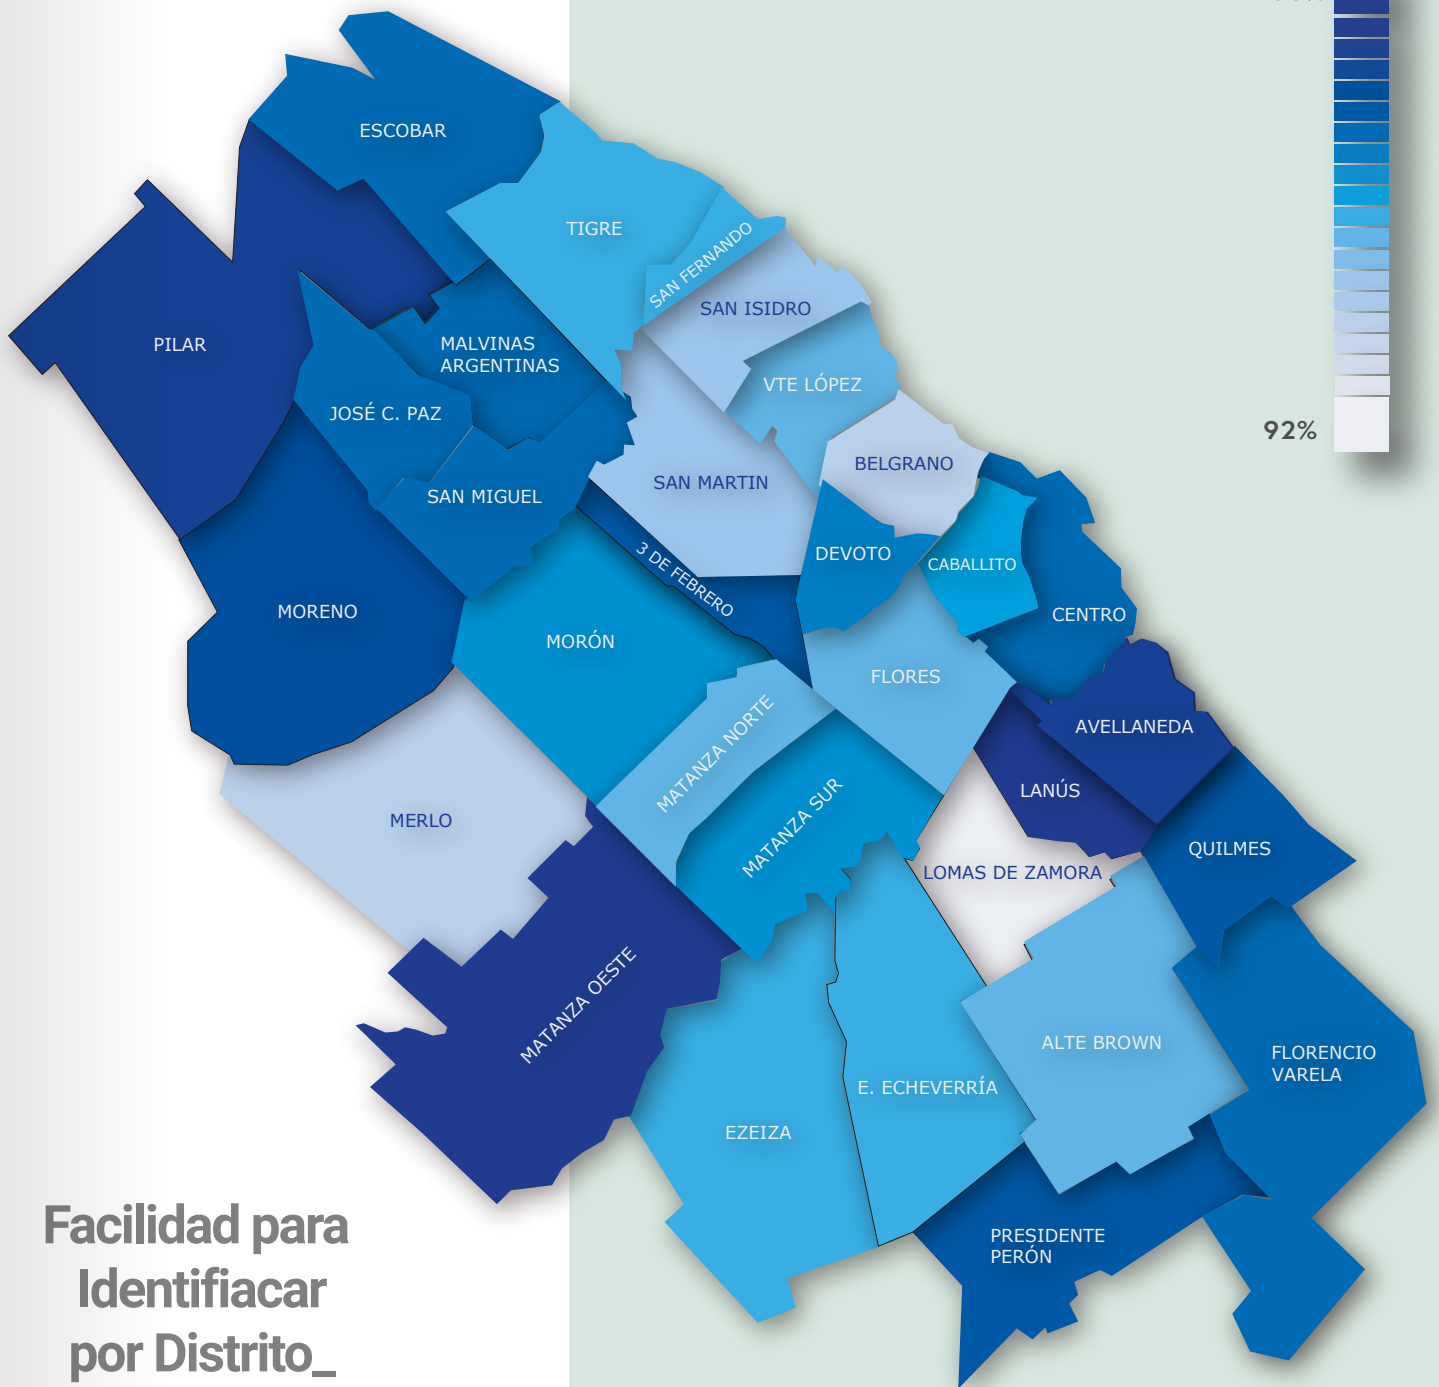 ESCOBAR
TIGRE
SAN FERNANDO
SAN ISIDRO
PILAR
MALVINAS
ARGENTINAS
VTE LÓPEZ
JOSÉ C. PAZ
92%
BELGRANO
SAN MARTIN
SAN MIGUEL
DEVOTO
CABALLITO
3 DE FEBRERO
MORENO
CENTRO
MORÓN
FLORES
AVELLANEDA
MATANZA NORTE
LANÚS
MERLO
MATANZA SUR
QUILMES
LOMAS DE ZAMORA
MATANZA OESTE
ALTE BROWN
FLORENCIO
VARELA
E. ECHEVERRÍA
EZEIZA
PRESIDENTE
PERÓN
Facilidad para
Identifiacar
por Distrito_